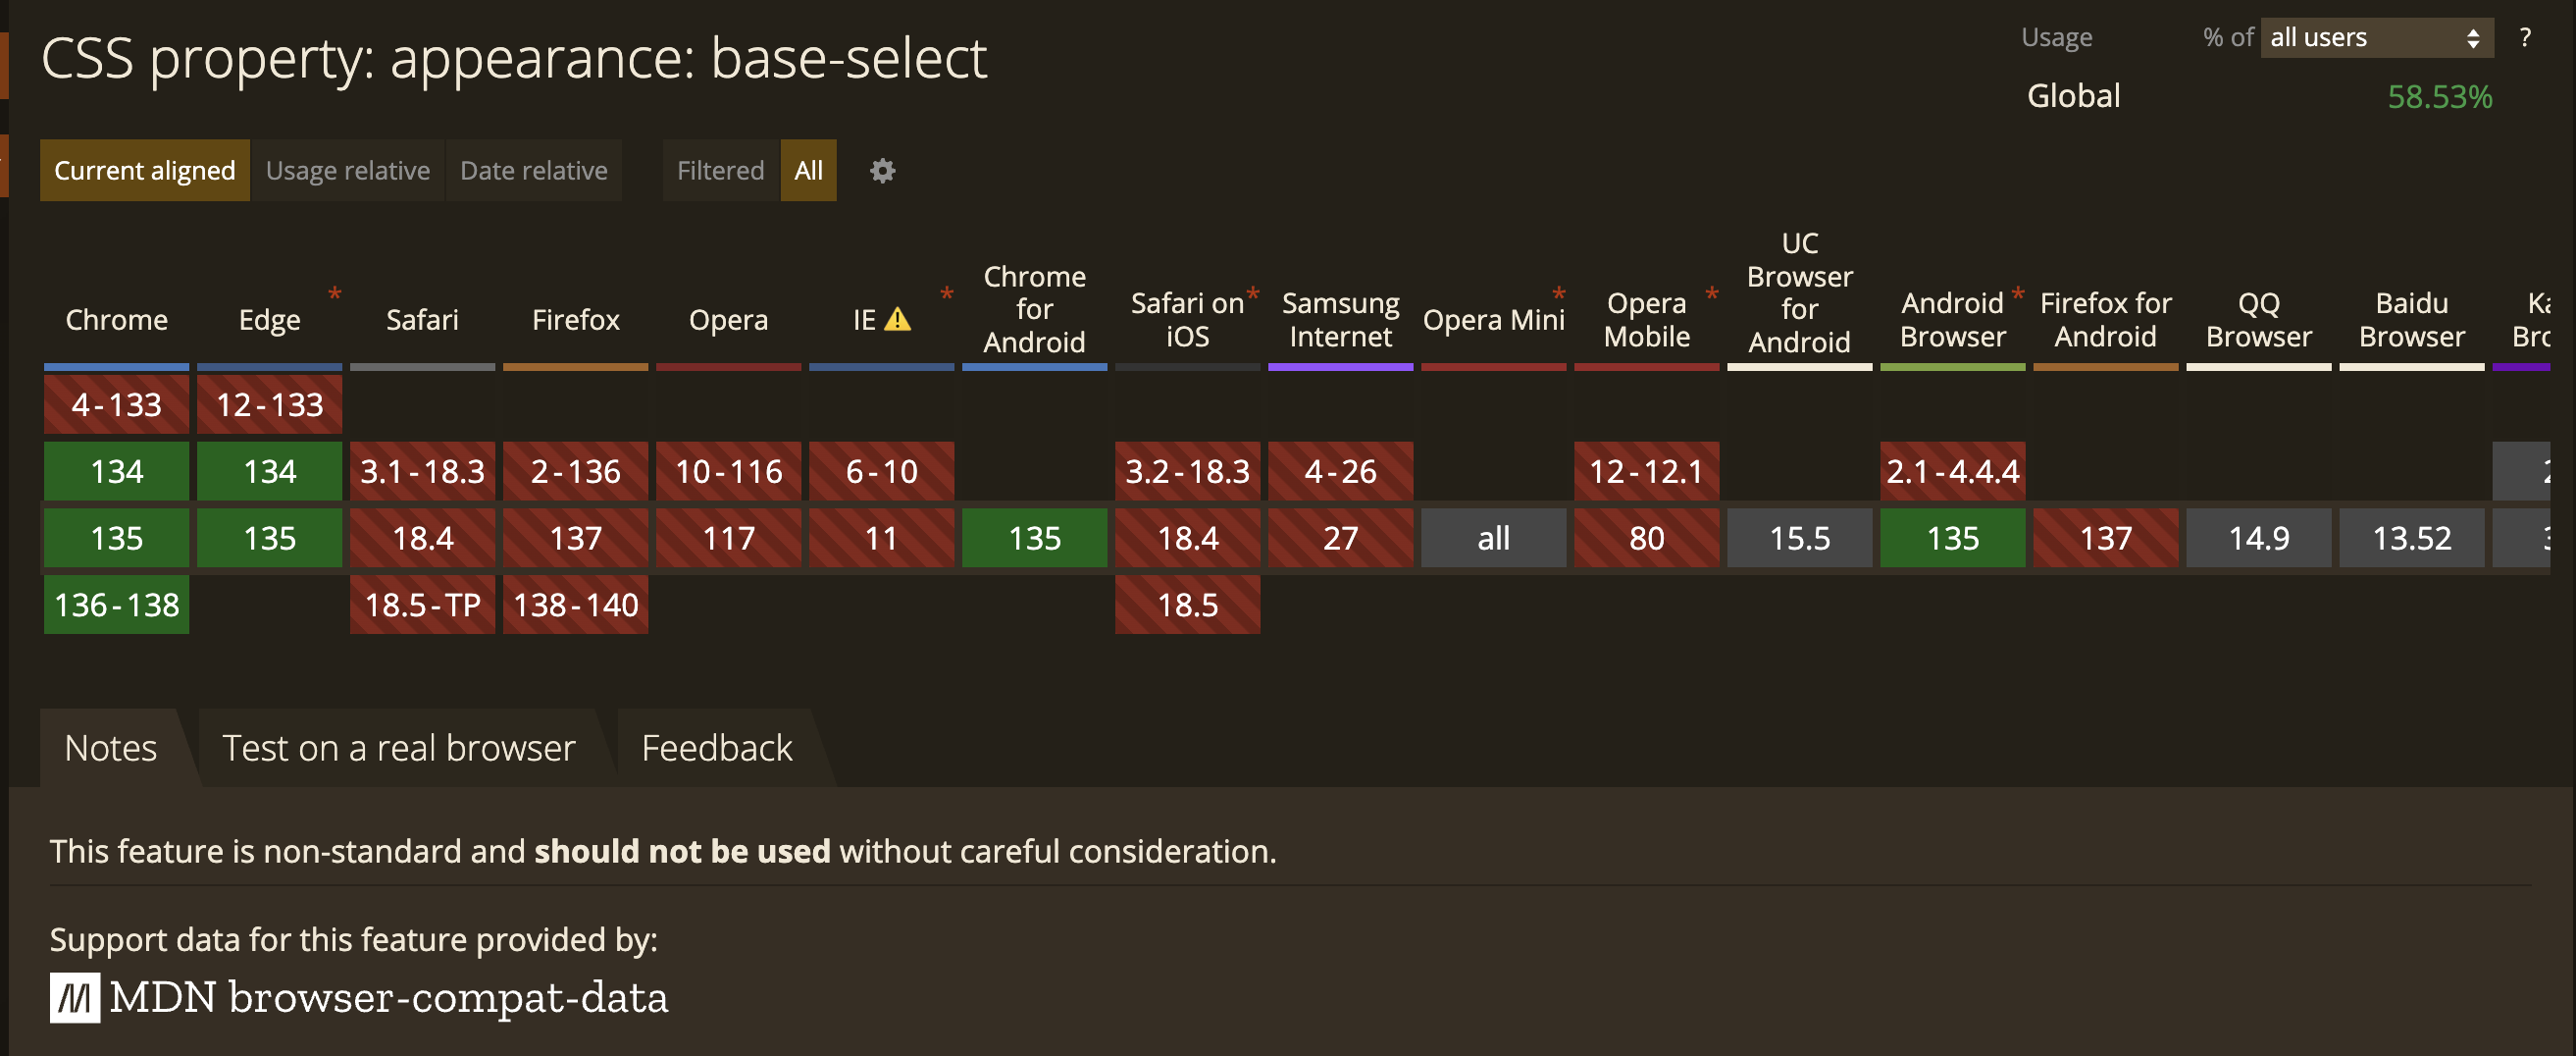 CSS property: appearance: base-select
Usage % of all users ?
Global 58.53%
Current aligned Usage relative Date relative Filtered All
Chrome
Edge *
Safari
Firefox
Opera
IE *
Chrome for Android
Safari on iOS *
Samsung Internet
Opera Mini *
Opera Mobile *
UC Browser for Android
Android Browser *
Firefox for Android
QQ Browser
Baidu Browser
4-133 12-133
134 134 3.1-18.3 2-136 10-116 6-10 3.2-18.3 4-26 12-12.1 2.1-4.4.4
135 135 18.4 137 117 11 135 18.4 27 all 80 15.5 135 137 14.9 13.52
136-138 18.5-TP 138-140 18.5
Notes Test on a real browser Feedback
This feature is non-standard and should not be used without careful consideration.
Support data for this feature provided by:
MDN browser-compat-data